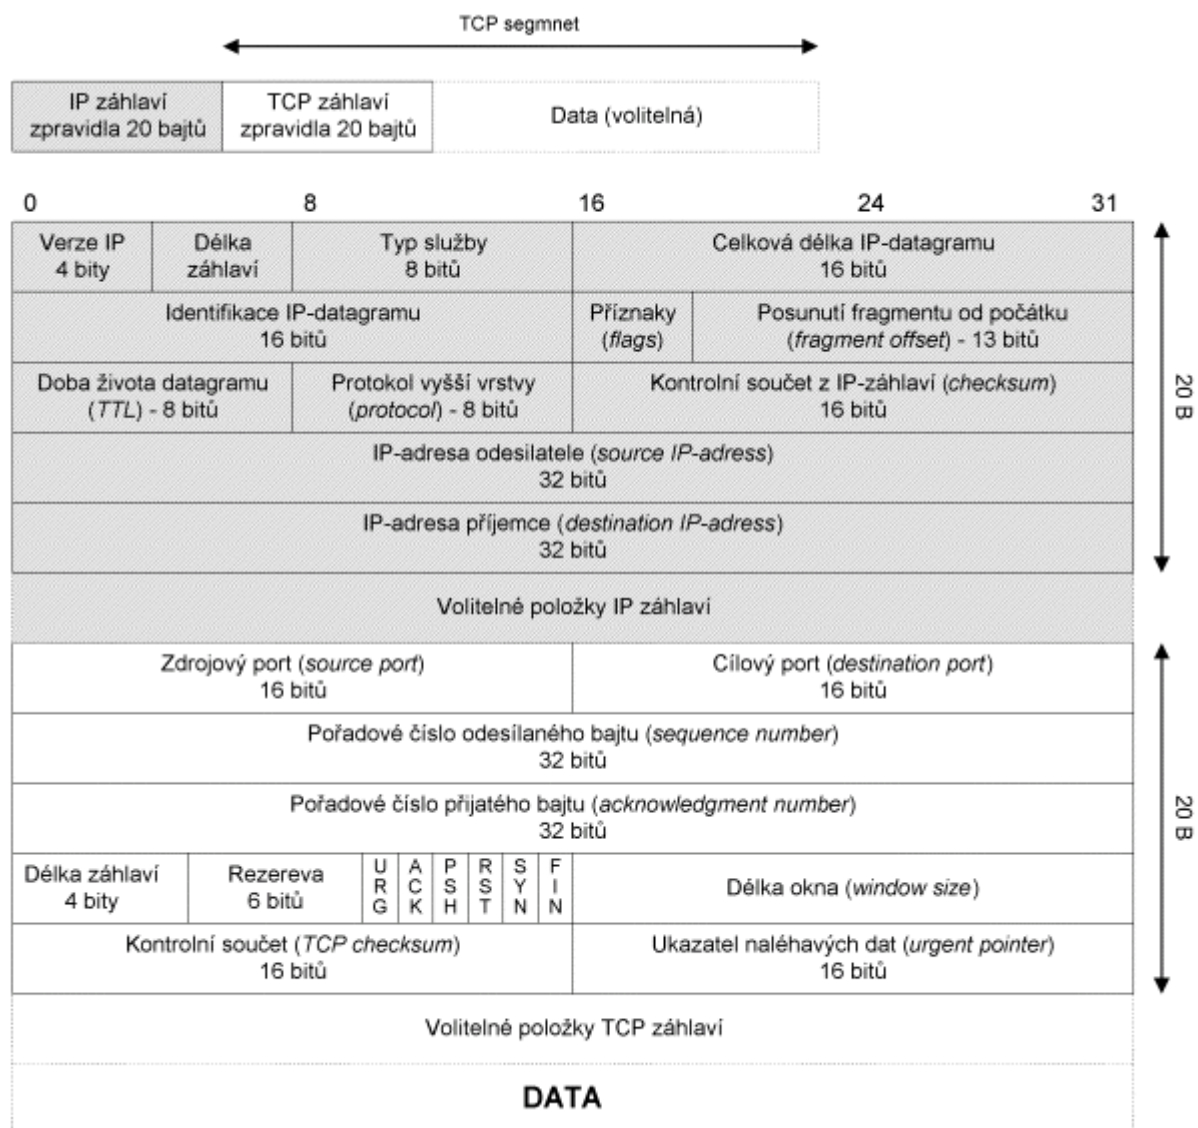 TCP segmnet
IP záhlaví
zpravidla 20 bajtů
TCP záhlaví
zpravidla 20 bajtů
Data (volitelná)
0 8 16 24 31
Verze IP
4 bity
Délka
záhlaví
Typ služby
8 bitů
Celková délka IP-datagramu
16 bitů
Identifikace IP-datagramu
16 bitů
Příznaky
(flags)
Posunutí fragmentu od počátku
(fragment offset) - 13 bitů
Doba života datagramu
(TTL) - 8 bitů
Protokol vyšší vrstvy
(protocol) - 8 bitů
Kontrolní součet z IP-záhlaví (checksum)
16 bitů
IP-adresa odesilatele (source IP-adress)
32 bitů
IP-adresa příjemce (destination IP-adress)
32 bitů
20 B
Volitelné položky IP záhlaví
Zdrojový port (source port)
16 bitů
Cílový port (destination port)
16 bitů
Pořadové číslo odesílaného bajtu (sequence number)
32 bitů
Pořadové číslo přijatého bajtu (acknowledgment number)
32 bitů
Délka záhlaví
4 bity
Rezereva
6 bitů
URG
ACK
PSH
RST
SYN
FIN
Délka okna (window size)
Kontrolní součet (TCP checksum)
16 bitů
Ukazatel naléhavých dat (urgent pointer)
16 bitů
20 B
Volitelné položky TCP záhlaví
DATA